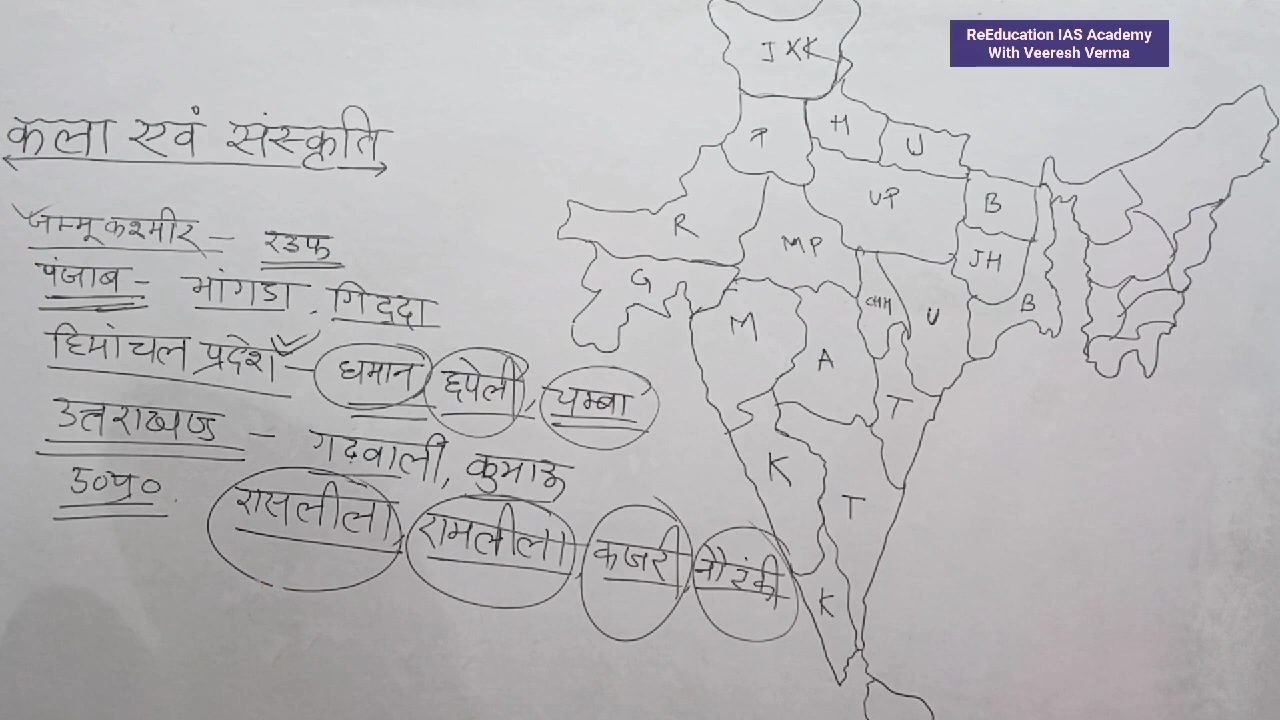 ReEducation IAS Academy
With Veeresh Verma
कला एवं संस्कृति
जम्मू कश्मीर – रउफ
पंजाब – भांगडा, गिद्दा
हिमांचल प्रदेश – धमान, छपेली, चम्बा
उत्तराखण्ड – गढ़वाली, कुमाऊ
उ०प्र० रासलीला, रामलीला, कजरी, नौरंकी
J&K
P
H
U
R
UP
B
MP
JH
G
CHH
B
M
U
A
T
K
T
K